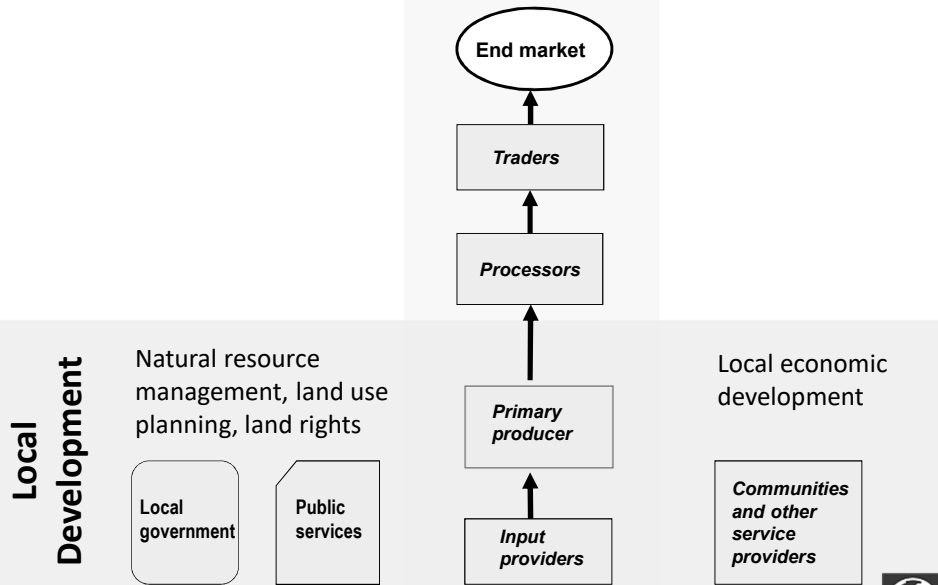 End market
Traders
Processors
Local
Development
Natural resource
management, land use
planning, land rights
Local economic
development
Primary
producer
Local
government
Public
services
Input
providers
Communities
and other
service
providers